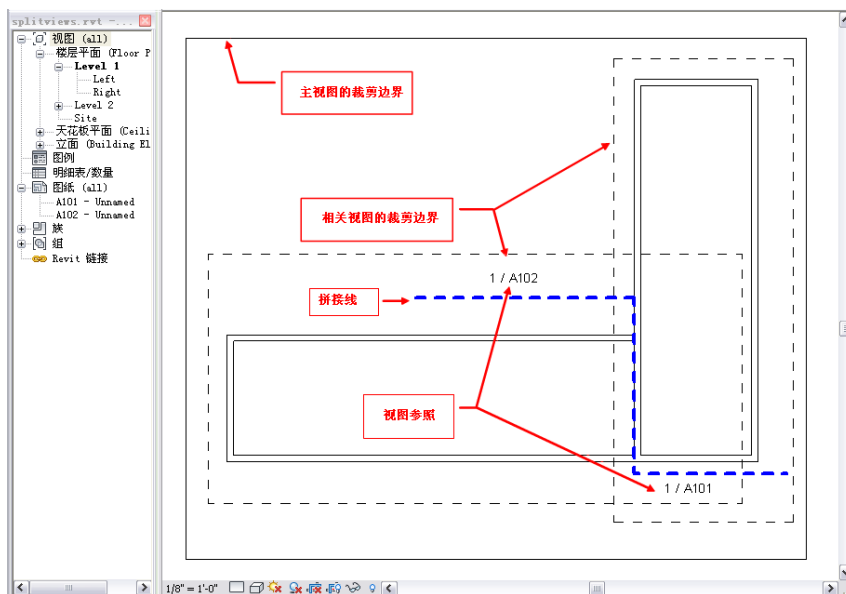 splitviews.rvt -...
视图 (all)
楼层平面 (Floor P
Level 1
Left
Right
Level 2
Site
天花板平面 (Ceili
立面 (Building El
图例
明细表/数量
图纸 (all)
A101 - Unnamed
A102 - Unnamed
族
组
Revit 链接
主视图的裁剪边界
相关视图的裁剪边界
1 / A102
拼接线
视图参照
1 / A101
1/8" = 1'-0"